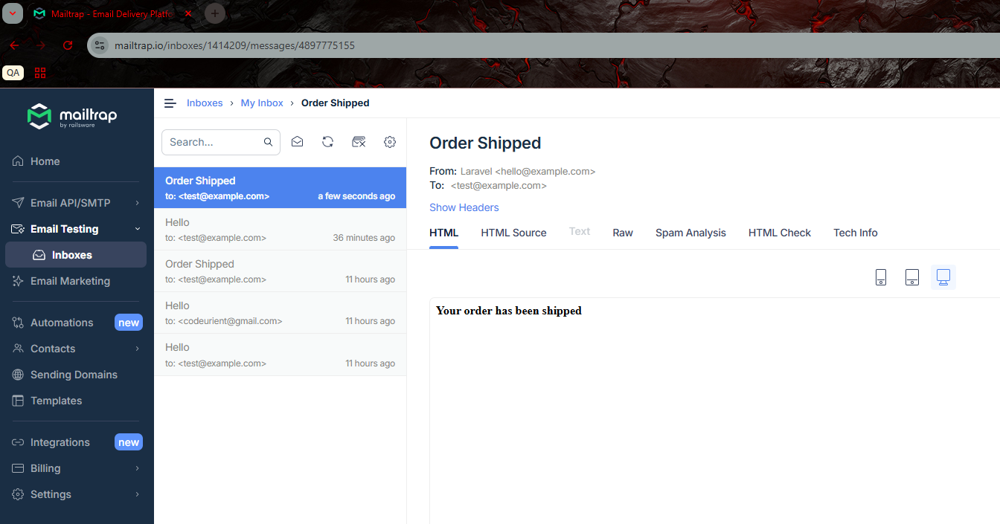 Mailtrap - Email Delivery Platfo
mailtrap.io/inboxes/1414209/messages/4897775155
QA
mailtrap
by railsware
Home
Email API/SMTP
Email Testing
Inboxes
Email Marketing
Automations new
Contacts
Sending Domains
Templates
Integrations new
Billing
Settings
Inboxes › My Inbox › Order Shipped
Search...
Order Shipped
to: <test@example.com> a few seconds ago
Hello
to: <test@example.com> 36 minutes ago
Order Shipped
to: <test@example.com> 11 hours ago
Hello
to: <codeurient@gmail.com> 11 hours ago
Hello
to: <test@example.com> 11 hours ago
Order Shipped
From: Laravel <hello@example.com>
To: <test@example.com>
Show Headers
HTML HTML Source Text Raw Spam Analysis HTML Check Tech Info
Your order has been shipped